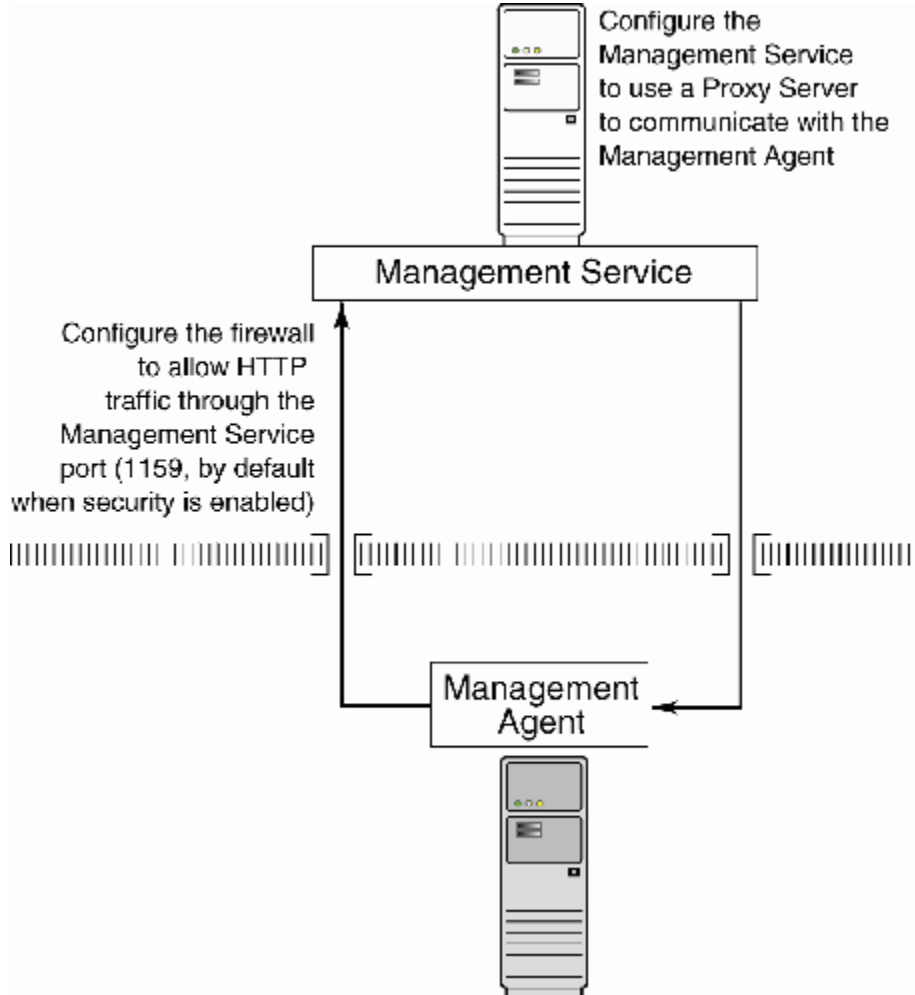 Configure the
Management Service
to use a Proxy Server
to communicate with the
Management Agent
Management Service
Configure the firewall
to allow HTTP
traffic through the
Management Service
port (1159, by default
when security is enabled)
Management
Agent